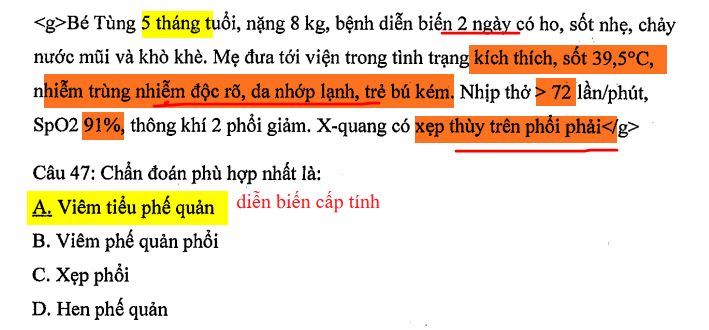 <g>Bé Tùng 5 tháng tuổi, nặng 8 kg, bệnh diễn biến 2 ngày có ho, sốt nhẹ, chảy
nước mũi và khò khè. Mẹ đưa tới viện trong tình trạng kích thích, sốt 39,5°C,
nhiễm trùng nhiễm độc rõ, da nhớp lạnh, trẻ bú kém. Nhịp thở > 72 lần/phút,
SpO2 91%, thông khí 2 phổi giảm. X-quang có xẹp thùy trên phổi phải</g>
Câu 47: Chẩn đoán phù hợp nhất là:
A. Viêm tiểu phế quản diễn biến cấp tính
B. Viêm phế quản phổi
C. Xẹp phổi
D. Hen phế quản